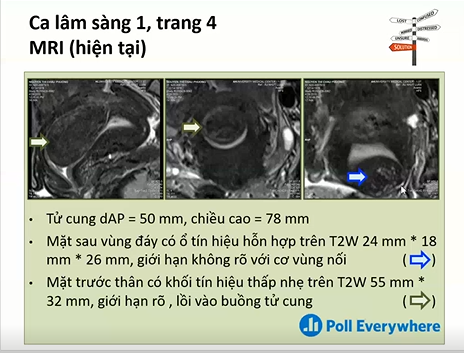 Ca lâm sàng 1, trang 4
MRI (hiện tại)
LOST
CONFUSED
UNSURE
SOLUTION
• Tử cung dAP = 50 mm, chiều cao = 78 mm
• Mặt sau vùng đáy có ổ tín hiệu hỗn hợp trên T2W 24 mm * 18
mm * 26 mm, giới hạn không rõ với cơ vùng nối ( )
• Mặt trước thân có khối tín hiệu thấp nhẹ trên T2W 55 mm *
32 mm, giới hạn rõ , lồi vào buồng tử cung ( )
Poll Everywhere